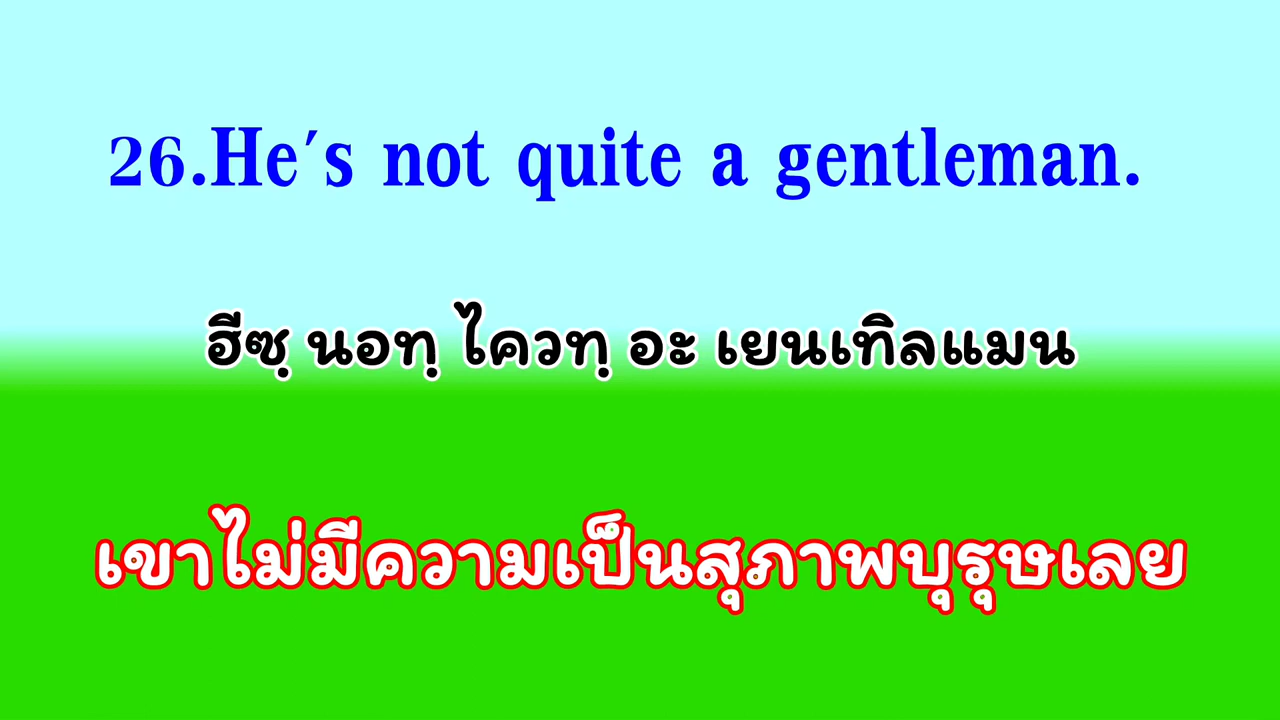 26.He's not quite a gentleman.
ฮีซฺ นอทฺ ไควทฺ อะ เยนเทิลแมน
เขาไม่มีความเป็นสุภาพบุรุษเลย